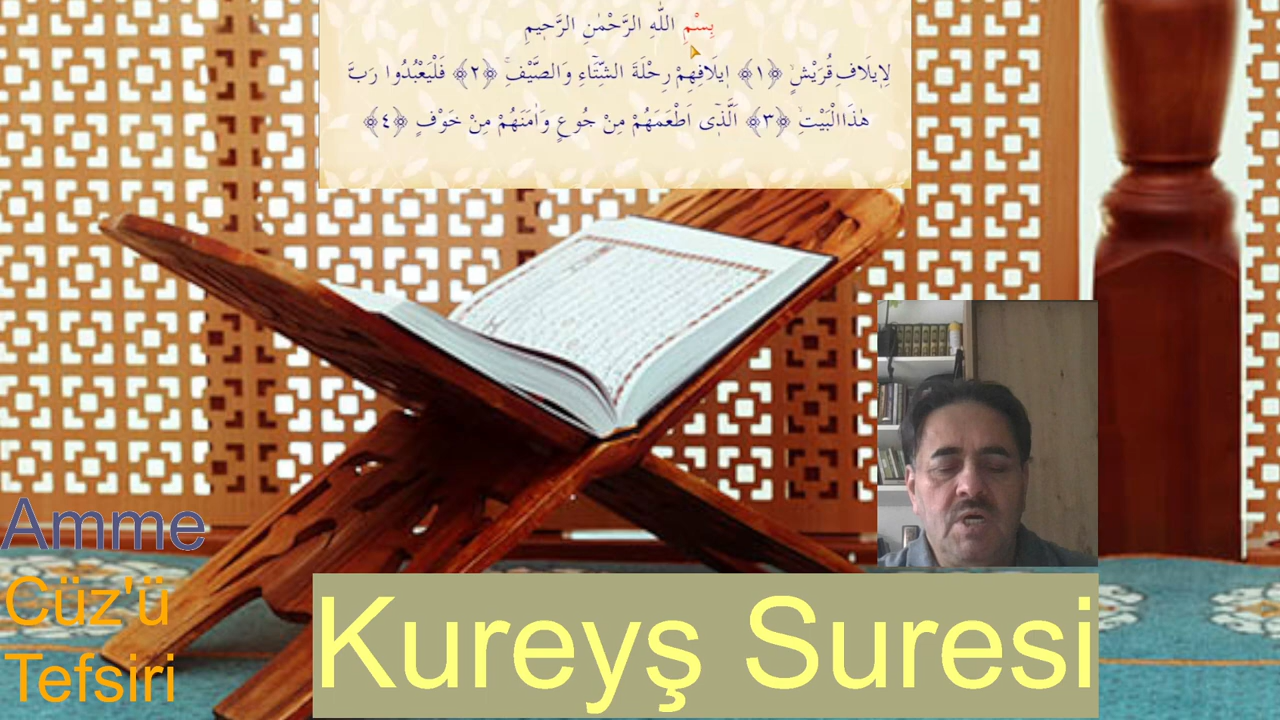 بِسْمِ اللّٰهِ الرَّحْمٰنِ الرَّحٖيمِ
لِاٖيلَافِ قُرَيْشٍۙ ﴿١﴾ اٖيلَافِهِمْ رِحْلَةَ الشِّتَٓاءِ وَالصَّيْفِۚ ﴿٢﴾ فَلْيَعْبُدُوا رَبَّ
هٰذَا الْبَيْتِۙ ﴿٣﴾ اَلَّذٖٓى اَطْعَمَهُمْ مِنْ جُوعٍ وَاٰمَنَهُمْ مِنْ خَوْفٍ ﴿٤﴾
Amme
Cüz'ü
Tefsiri
Kureyş Suresi